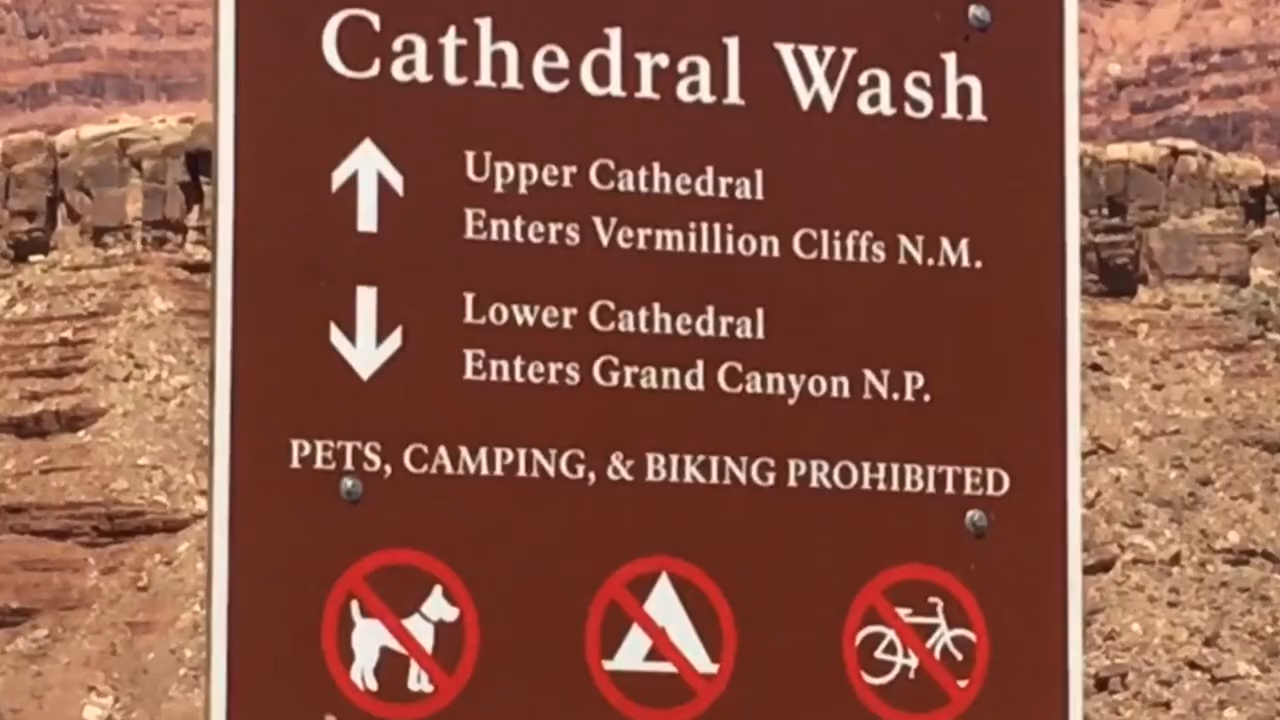 Cathedral Wash
Upper Cathedral
Enters Vermillion Cliffs N.M.
Lower Cathedral
Enters Grand Canyon N.P.
PETS, CAMPING, & BIKING PROHIBITED